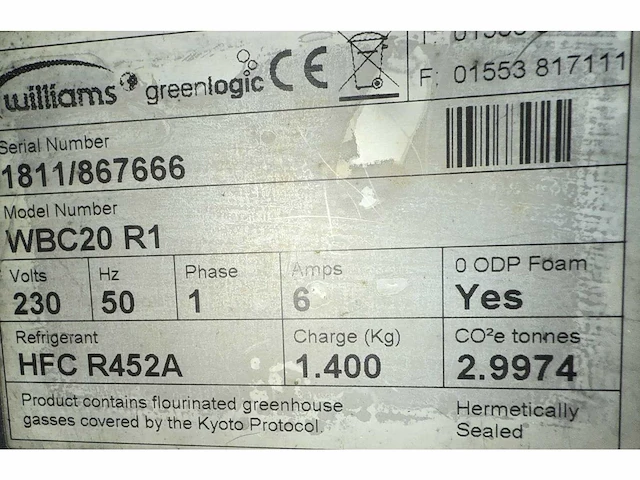 williams greenlogic CE
F: 01553 817111
Serial Number
1811/867666
Model Number
WBC20 R1
Volts Hz Phase Amps 0 ODP Foam
230 50 1 6 Yes
Refrigerant Charge (Kg) CO²e tonnes
HFC R452A 1.400 2.9974
Product contains flourinated greenhouse
gasses covered by the Kyoto Protocol.
Hermetically
Sealed